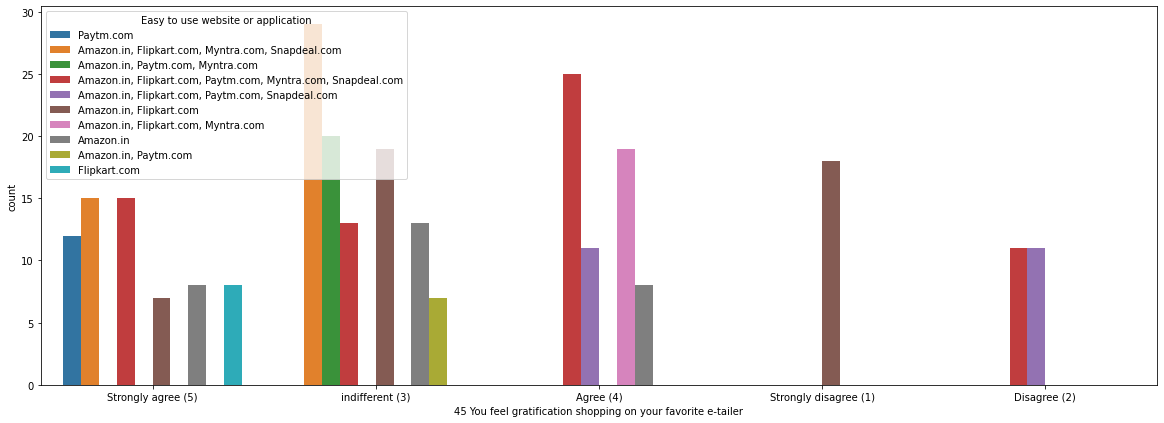 30
25
20
15
10
5
0
count
Easy to use website or application
Paytm.com
Amazon.in, Flipkart.com, Myntra.com, Snapdeal.com
Amazon.in, Paytm.com, Myntra.com
Amazon.in, Flipkart.com, Paytm.com, Myntra.com, Snapdeal.com
Amazon.in, Flipkart.com, Paytm.com, Snapdeal.com
Amazon.in, Flipkart.com
Amazon.in, Flipkart.com, Myntra.com
Amazon.in
Amazon.in, Paytm.com
Flipkart.com
Strongly agree (5) indifferent (3) Agree (4) Strongly disagree (1) Disagree (2)
45 You feel gratification shopping on your favorite e-tailer